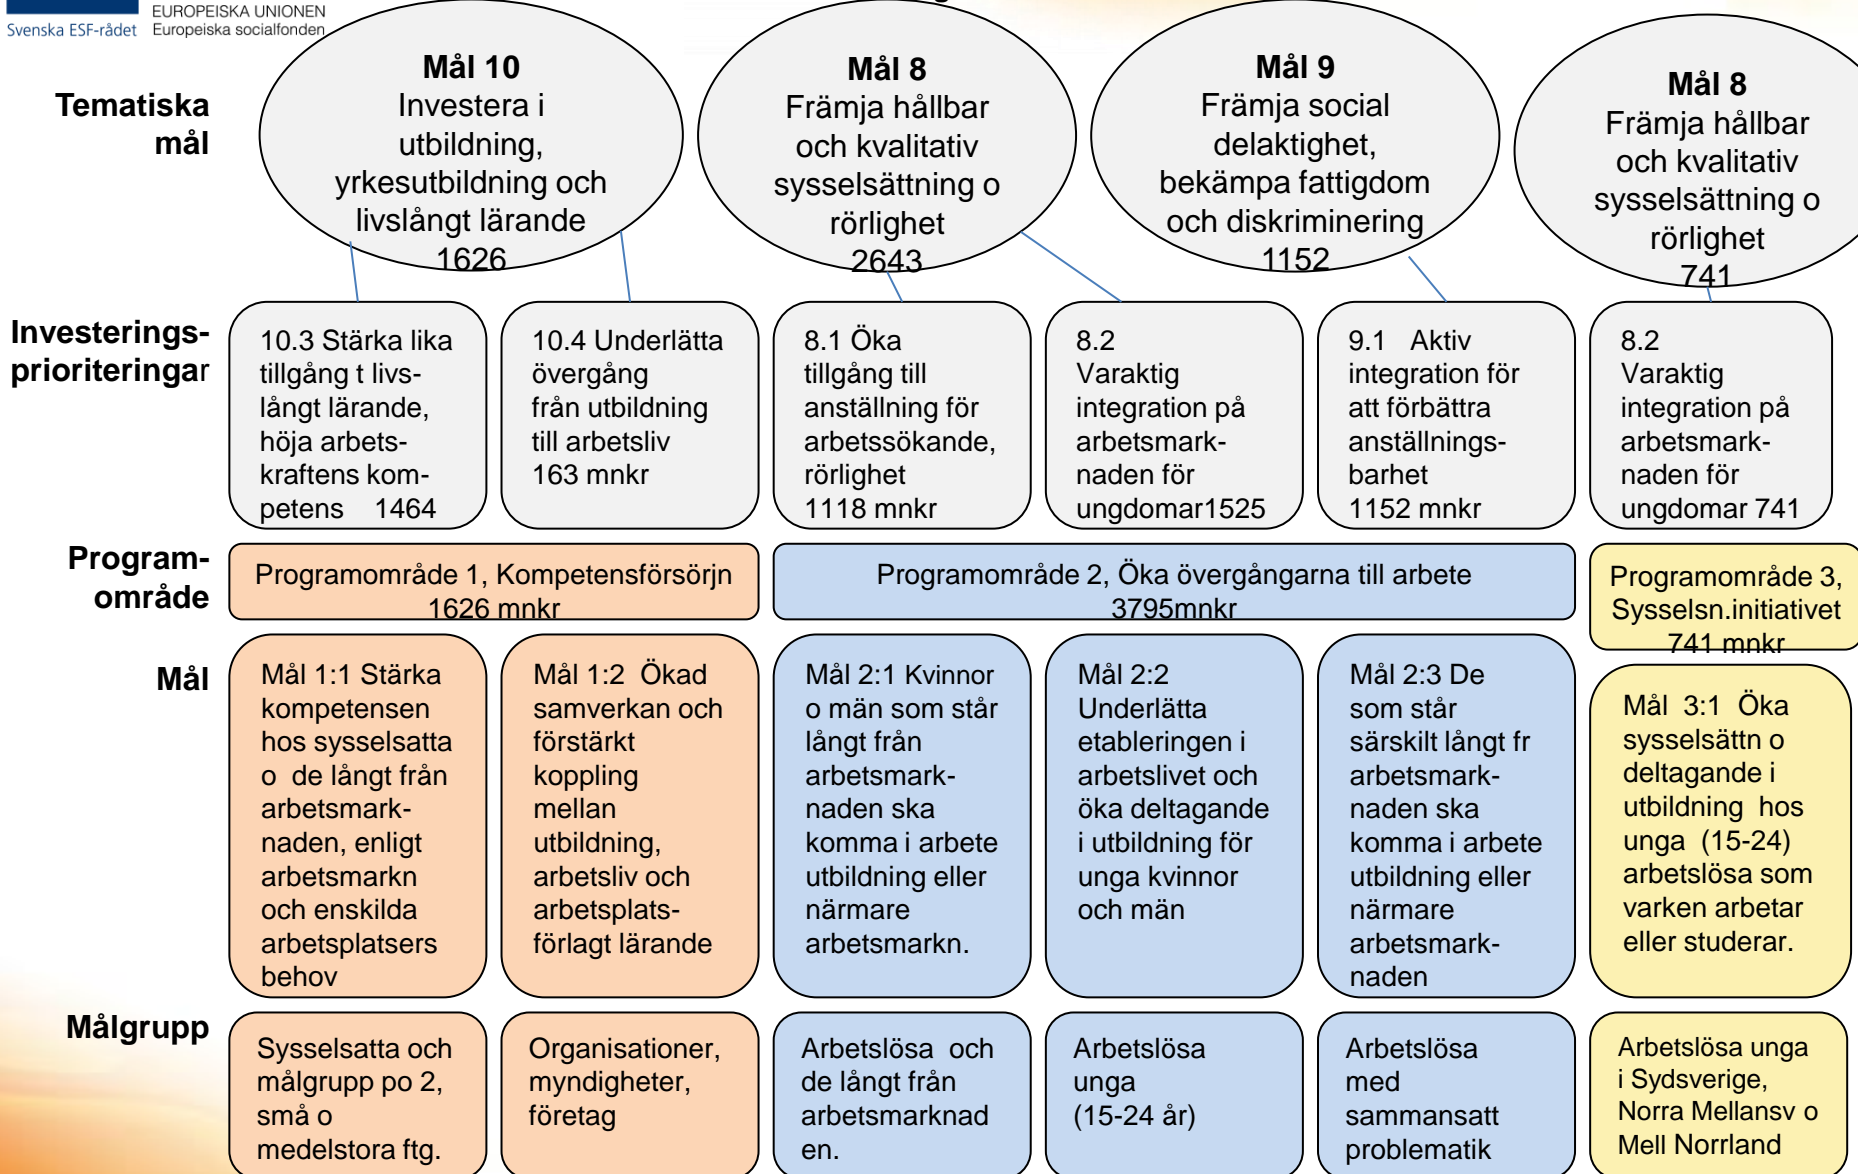 EUROPEISKA UNIONEN
Svenska ESF-rådet Europeiska socialfonden
Tematiska
mål
Mål 10
Investera i
utbildning,
yrkesutbildning och
livslångt lärande
1626
Mål 8
Främja hållbar
och kvalitativ
sysselsättning o
rörlighet
2643
Mål 9
Främja social
delaktighet,
bekämpa fattigdom
och diskriminering
1152
Mål 8
Främja hållbar
och kvalitativ
sysselsättning o
rörlighet
741
Investerings-
prioriteringar
10.3 Stärka lika
tillgång t livs-
långt lärande,
höja arbets-
kraftens kom-
petens 1464
10.4 Underlätta
övergång
från utbildning
till arbetsliv
163 mnkr
8.1 Öka
tillgång till
anställning för
arbetssökande,
rörlighet
1118 mnkr
8.2
Varaktig
integration på
arbetsmark-
naden för
ungdomar1525
9.1 Aktiv
integration för
att förbättra
anställnings-
barhet
1152 mnkr
8.2
Varaktig
integration på
arbetsmark-
naden för
ungdomar 741
Program-
område
Programområde 1, Kompetensförsörjn
1626 mnkr
Programområde 2, Öka övergångarna till arbete
3795mnkr
Programområde 3,
Sysselsn.initiativet
741 mnkr
Mål
Mål 1:1 Stärka
kompetensen
hos sysselsatta
o de långt från
arbetsmark-
naden, enligt
arbetsmarkn
och enskilda
arbetsplatsers
behov
Mål 1:2 Ökad
samverkan och
förstärkt
koppling
mellan
utbildning,
arbetsliv och
arbetsplats-
förlagt lärande
Mål 2:1 Kvinnor
o män som står
långt från
arbetsmark-
naden ska
komma i arbete
utbildning eller
närmare
arbetsmarkn.
Mål 2:2
Underlätta
etableringen i
arbetslivet och
öka deltagande
i utbildning för
unga kvinnor
och män
Mål 2:3 De
som står
särskilt långt fr
arbetsmark-
naden ska
komma i arbete
utbildning eller
närmare
arbetsmark-
naden
Mål 3:1 Öka
sysselsättn o
deltagande i
utbildning hos
unga (15-24)
arbetslösa som
varken arbetar
eller studerar.
Målgrupp
Sysselsatta och
målgrupp po 2,
små o
medelstora ftg.
Organisationer,
myndigheter,
företag
Arbetslösa och
de långt från
arbetsmarknad
en.
Arbetslösa
unga
(15-24 år)
Arbetslösa
med
sammansatt
problematik
Arbetslösa unga
i Sydsverige,
Norra Mellansv o
Mell Norrland